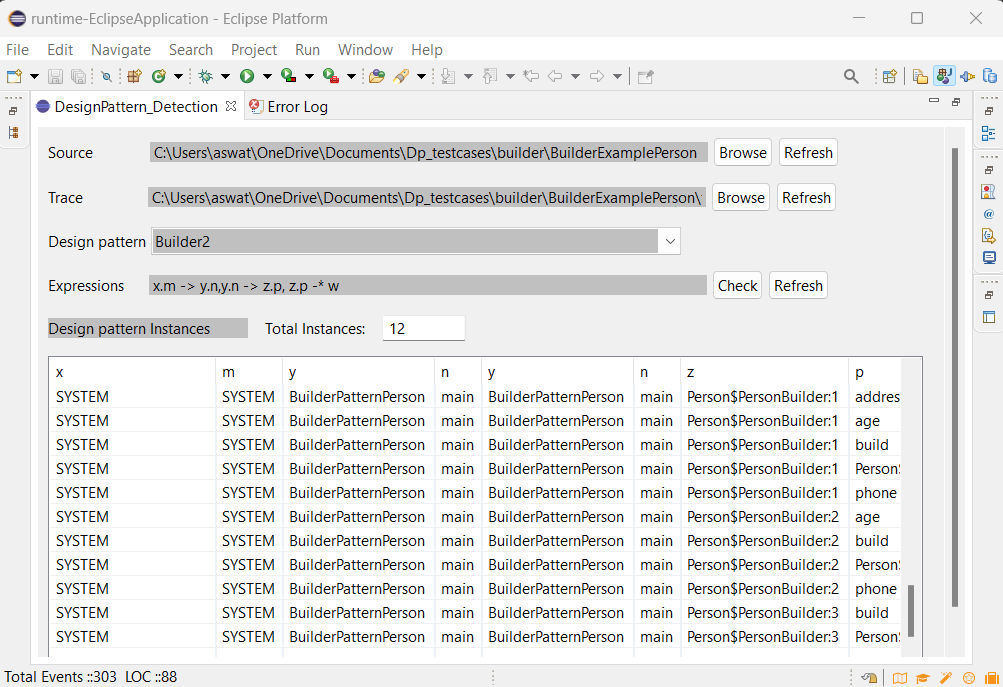 runtime-EclipseApplication - Eclipse Platform
File Edit Navigate Search Project Run Window Help
DesignPattern_Detection Error Log
Source C:\Users\aswat\OneDrive\Documents\Dp_testcases\builder\BuilderExamplePerson Browse Refresh
Trace C:\Users\aswat\OneDrive\Documents\Dp_testcases\builder\BuilderExamplePerson\ Browse Refresh
Design pattern Builder2
Expressions x.m -> y.n,y.n -> z.p, z.p -* w Check Refresh
Design pattern Instances Total Instances: 12
x m y n y n z p
SYSTEM SYSTEM BuilderPatternPerson main BuilderPatternPerson main Person$PersonBuilder:1 addres
SYSTEM SYSTEM BuilderPatternPerson main BuilderPatternPerson main Person$PersonBuilder:1 age
SYSTEM SYSTEM BuilderPatternPerson main BuilderPatternPerson main Person$PersonBuilder:1 build
SYSTEM SYSTEM BuilderPatternPerson main BuilderPatternPerson main Person$PersonBuilder:1 Person$
SYSTEM SYSTEM BuilderPatternPerson main BuilderPatternPerson main Person$PersonBuilder:1 phone
SYSTEM SYSTEM BuilderPatternPerson main BuilderPatternPerson main Person$PersonBuilder:2 age
SYSTEM SYSTEM BuilderPatternPerson main BuilderPatternPerson main Person$PersonBuilder:2 build
SYSTEM SYSTEM BuilderPatternPerson main BuilderPatternPerson main Person$PersonBuilder:2 Person$
SYSTEM SYSTEM BuilderPatternPerson main BuilderPatternPerson main Person$PersonBuilder:2 phone
SYSTEM SYSTEM BuilderPatternPerson main BuilderPatternPerson main Person$PersonBuilder:3 build
SYSTEM SYSTEM BuilderPatternPerson main BuilderPatternPerson main Person$PersonBuilder:3 Person$
Total Events ::303 LOC ::88